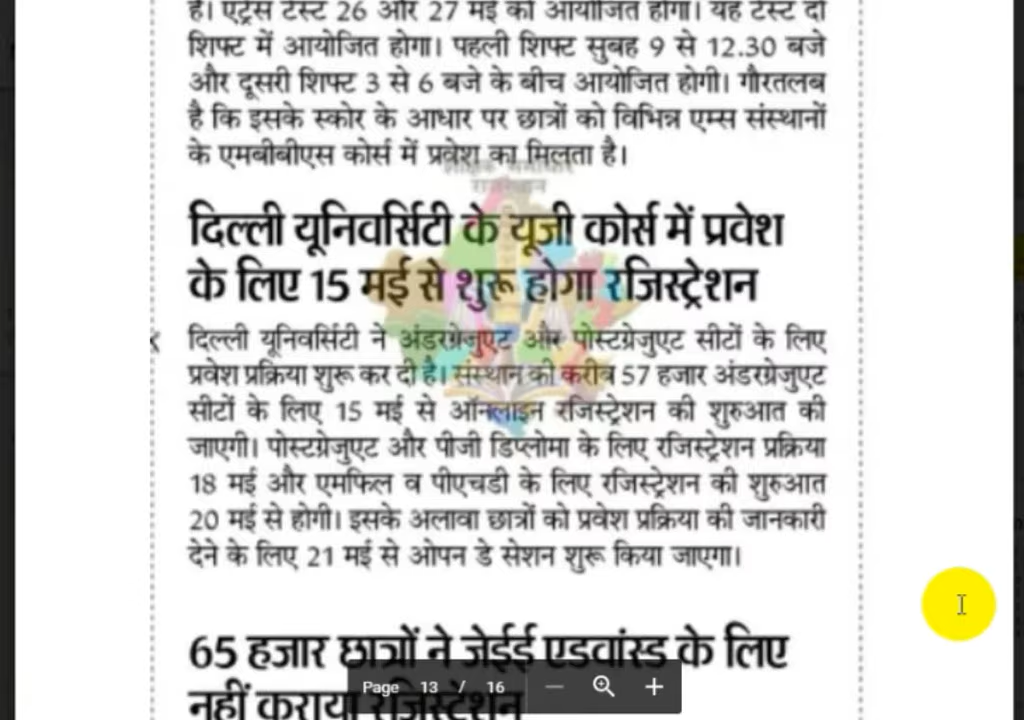 है। एंट्रेंस टेस्ट 26 और 27 मई को आयोजित होगा। यह टेस्ट दो
शिफ्ट में आयोजित होगा। पहली शिफ्ट सुबह 9 से 12.30 बजे
और दूसरी शिफ्ट 3 से 6 बजे के बीच आयोजित होगी। गौरतलब
है कि इसके स्कोर के आधार पर छात्रों को विभिन्न एम्स संस्थानों
के एमबीबीएस कोर्स में प्रवेश का मिलता है।
राजस्थान
दिल्ली यूनिवर्सिटी के यूजी कोर्स में प्रवेश
के लिए 15 मई से शुरू होगा रजिस्ट्रेशन
दिल्ली यूनिवर्सिटी ने अंडरग्रेजुएट और पोस्टग्रेजुएट सीटों के लिए
प्रवेश प्रक्रिया शुरू कर दी है। संस्थान की करीब 57 हजार अंडरग्रेजुएट
सीटों के लिए 15 मई से ऑनलाइन रजिस्ट्रेशन की शुरुआत की
जाएगी। पोस्टग्रेजुएट और पीजी डिप्लोमा के लिए रजिस्ट्रेशन प्रक्रिया
18 मई और एमफिल व पीएचडी के लिए रजिस्ट्रेशन की शुरुआत
20 मई से होगी। इसके अलावा छात्रों को प्रवेश प्रक्रिया की जानकारी
देने के लिए 21 मई से ओपन डे सेशन शुरू किया जाएगा।
65 हजार छात्रों ने जेईई एडवांस्ड के लिए
नहीं कराया रजिस्ट्रेशन
Page 13 / 16